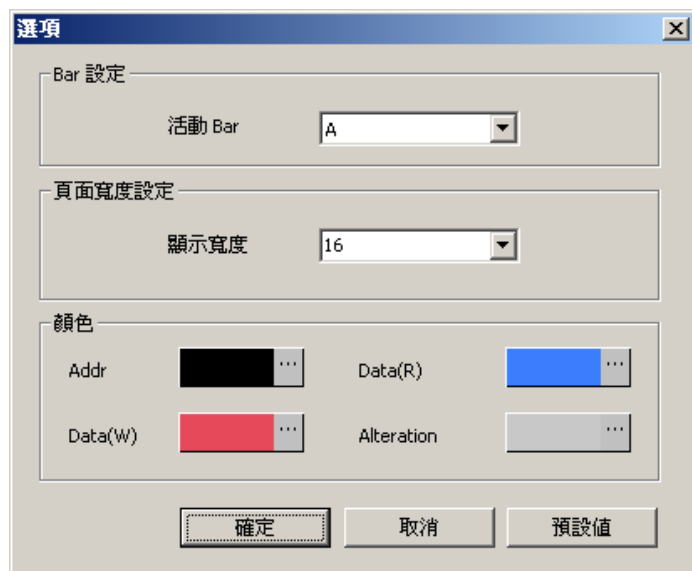 選項
Bar 設定
活動 Bar
A
頁面寬度設定
顯示寬度
16
顏色
Addr
...
Data(R)
...
Data(W)
...
Alteration
...
確定
取消
預設值